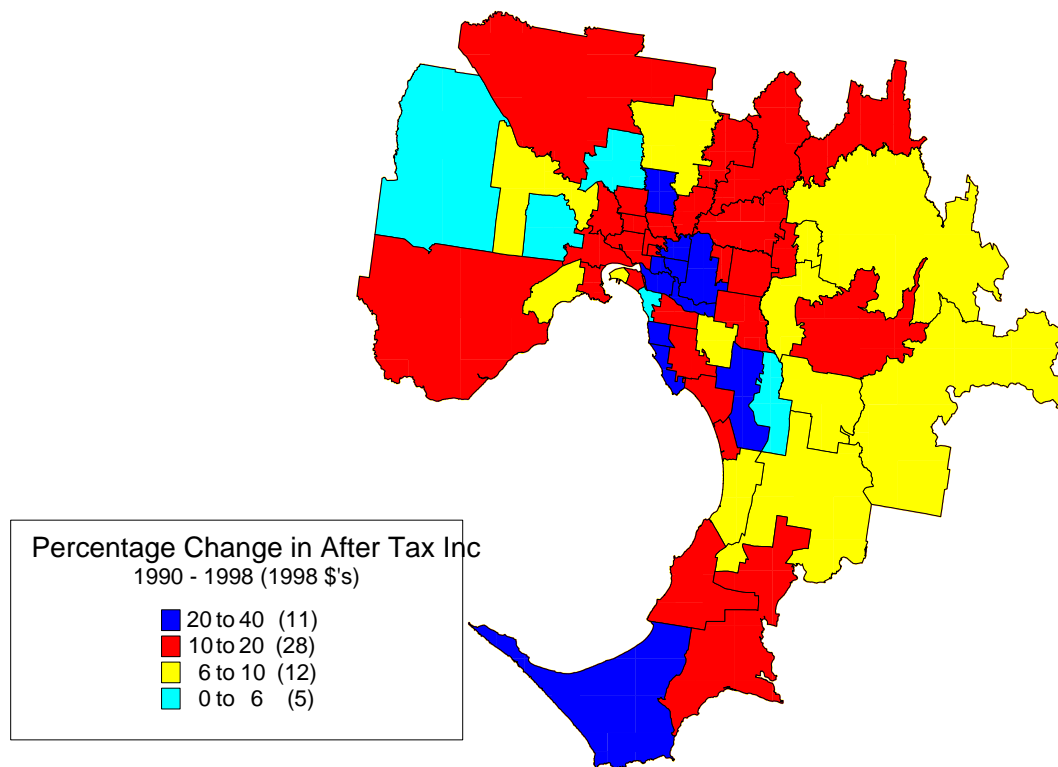 Percentage Change in After Tax Inc
1990 - 1998 (1998 $'s)
20 to 40 (11)
10 to 20 (28)
6 to 10 (12)
0 to 6 (5)